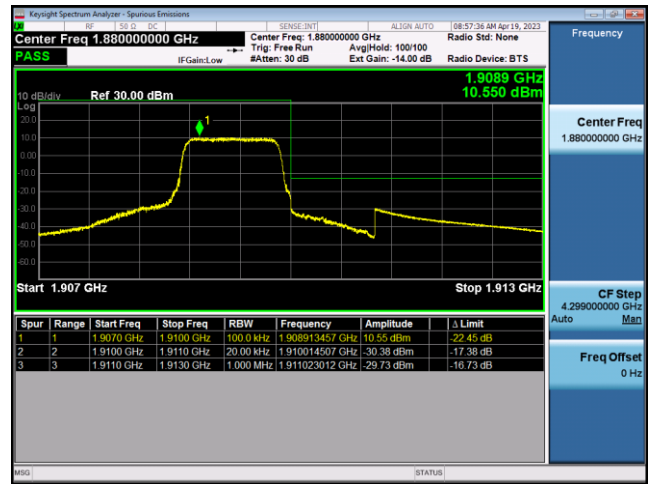 Keysight Spectrum Analyzer - Spurious Emissions
RF 50 Ω DC SENSE:INT ALIGN AUTO 08:57:36 AM Apr 19, 2023
Center Freq 1.880000000 GHz
Center Freq: 1.880000000 GHz Radio Std: None
Trig: Free Run Avg|Hold: 100/100
PASS IFGain:Low #Atten: 30 dB Ext Gain: -14.00 dB Radio Device: BTS
1.9089 GHz
10 dB/div Ref 30.00 dBm 10.550 dBm
Log
20.0
1
10.0
0.00
-10.0
-20.0
-30.0
-40.0
-50.0
-60.0
Start 1.907 GHz Stop 1.913 GHz
Spur Range Start Freq Stop Freq RBW Frequency Amplitude Δ Limit
1 1 1.9070 GHz 1.9100 GHz 100.0 kHz 1.908913457 GHz 10.55 dBm -22.45 dB
2 2 1.9100 GHz 1.9110 GHz 20.00 kHz 1.910014507 GHz -30.38 dBm -17.38 dB
3 3 1.9110 GHz 1.9130 GHz 1.000 MHz 1.911023012 GHz -29.73 dBm -16.73 dB
MSG STATUS
Frequency
Center Freq
1.880000000 GHz
CF Step
4.299000000 GHz
Auto Man
Freq Offset
0 Hz